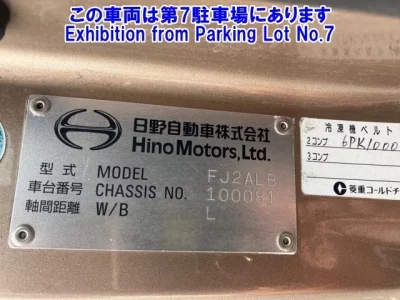 この車両は第7駐車場にあります
Exhibition from Parking Lot No.7
日野自動車株式会社
Hino Motors, Ltd.
型式 MODEL FJ2ALB
車台番号 CHASSIS NO. 100081
軸間距離 W/B L
冷凍機ベルト
2コンプ 6PK1000
3コンプ
菱重コールドチ